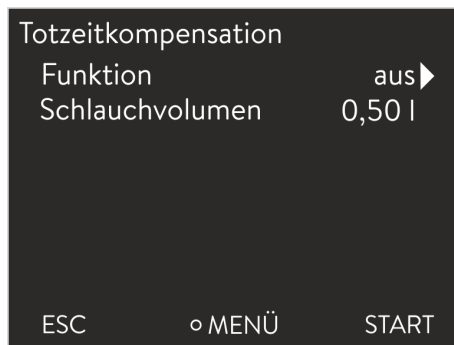 Totzeitkompensation
Funktion aus
Schlauchvolumen 0,50 l
ESC MENÜ START